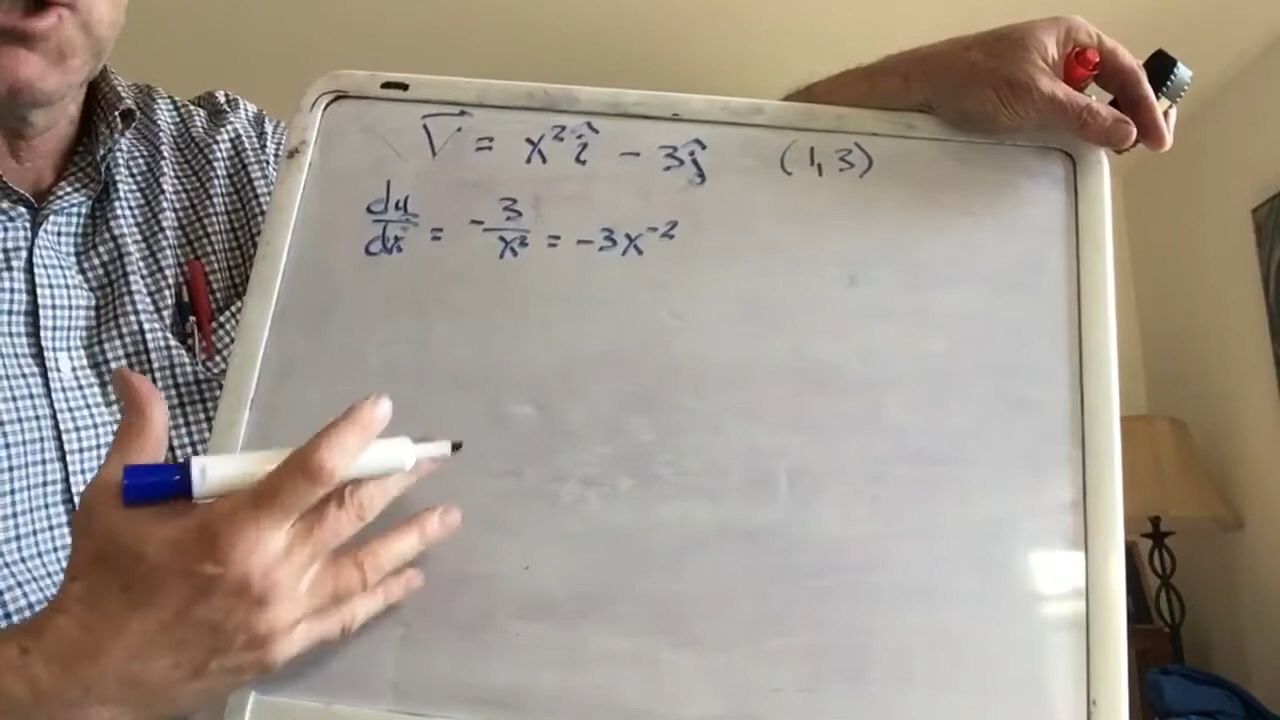 V⃗ = x² î − 3ĵ (1, 3)
dy/dx = −3/x² = −3x⁻²